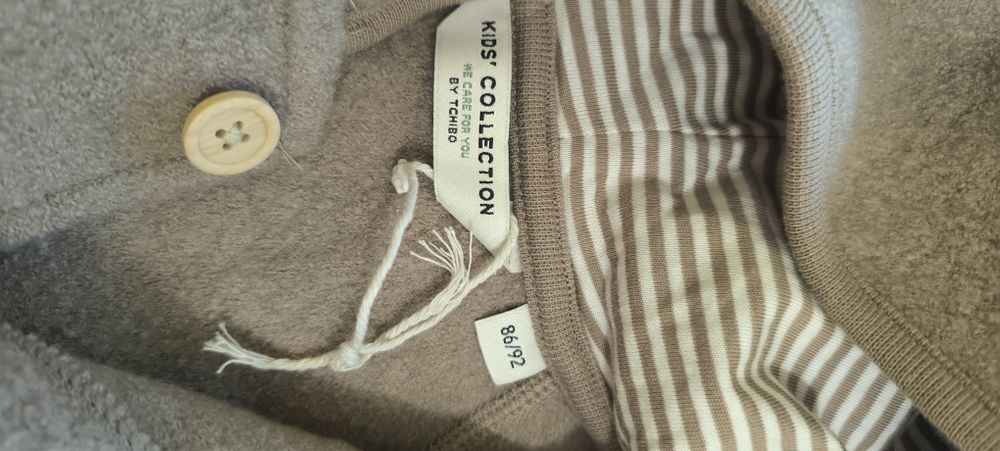 KIDS' COLLECTION
WE CARE FOR YOU
BY TCHIBO
86/92